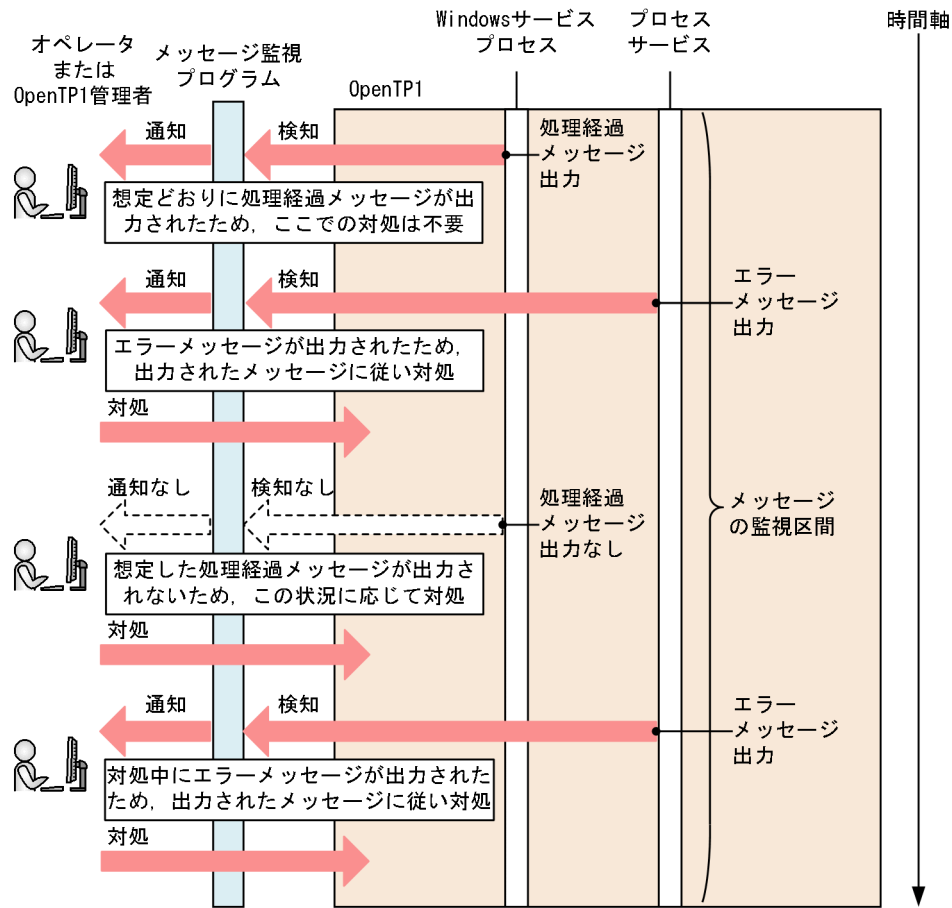 Windowsサービス
プロセス
プロセス
サービス
時間軸
オペレータ
または
OpenTP1管理者
メッセージ監視
プログラム
OpenTP1
通知
検知
処理経過
メッセージ
出力
想定どおりに処理経過メッセージが出
力されたため，ここでの対処は不要
通知
検知
エラー
メッセージ
出力
エラーメッセージが出力されたため，
出力されたメッセージに従い対処
対処
通知なし
検知なし
処理経過
メッセージ
出力なし
メッセージ
の監視区間
想定した処理経過メッセージが出力さ
れないため，この状況に応じて対処
対処
通知
検知
エラー
メッセージ
出力
対処中にエラーメッセージが出力された
ため，出力されたメッセージに従い対処
対処